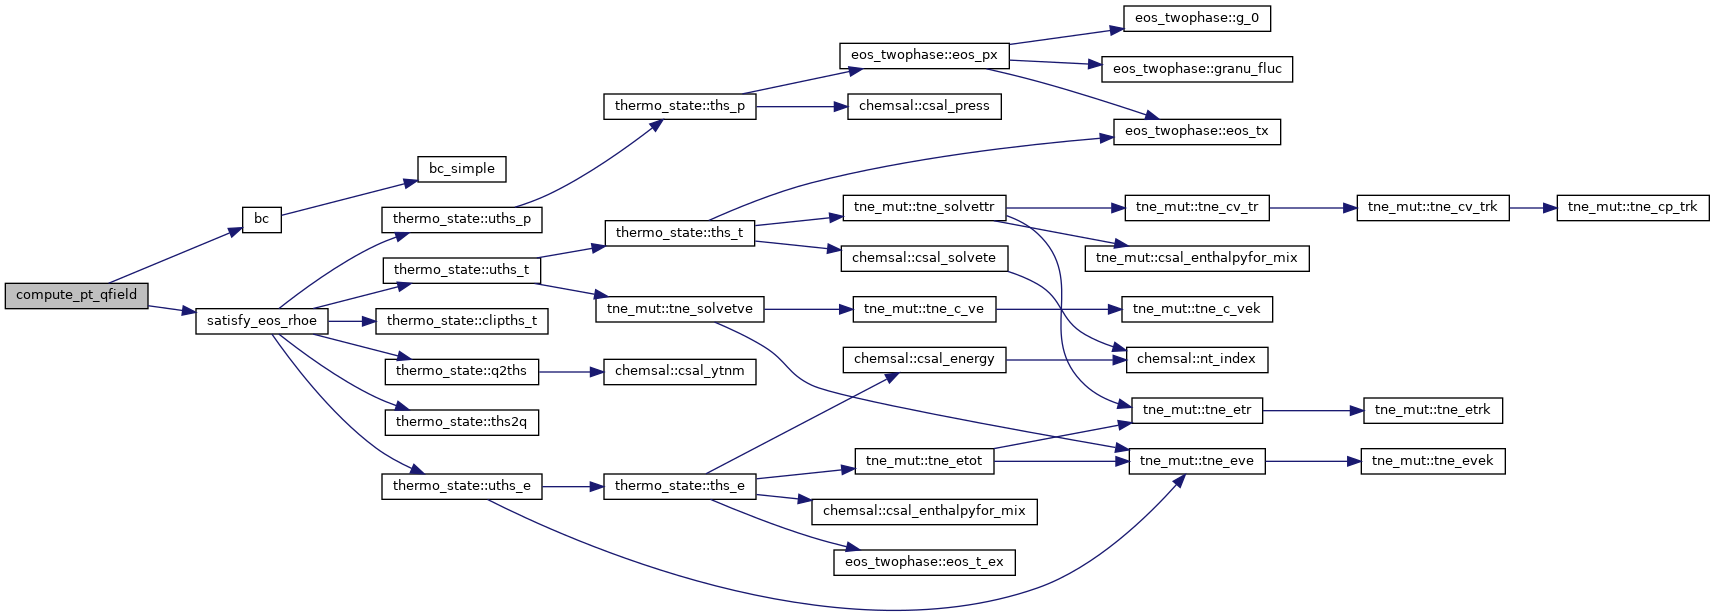 eos_twophase::g_0
eos_twophase::eos_px
eos_twophase::granu_fluc
thermo_state::ths_p
chemsal::csal_press
eos_twophase::eos_tx
bc_simple
bc
thermo_state::uths_p
tne_mut::tne_solvettr
tne_mut::tne_cv_tr
tne_mut::tne_cv_trk
tne_mut::tne_cp_trk
thermo_state::ths_t
chemsal::csal_solvete
tne_mut::csal_enthalpyfor_mix
thermo_state::uths_t
compute_pt_qfield
satisfy_eos_rhoe
thermo_state::clipths_t
tne_mut::tne_solvetve
tne_mut::tne_c_ve
tne_mut::tne_c_vek
thermo_state::q2ths
chemsal::csal_ytnm
chemsal::csal_energy
chemsal::nt_index
thermo_state::ths2q
tne_mut::tne_etr
tne_mut::tne_etrk
tne_mut::tne_etot
tne_mut::tne_eve
tne_mut::tne_evek
thermo_state::uths_e
thermo_state::ths_e
chemsal::csal_enthalpyfor_mix
eos_twophase::eos_t_ex